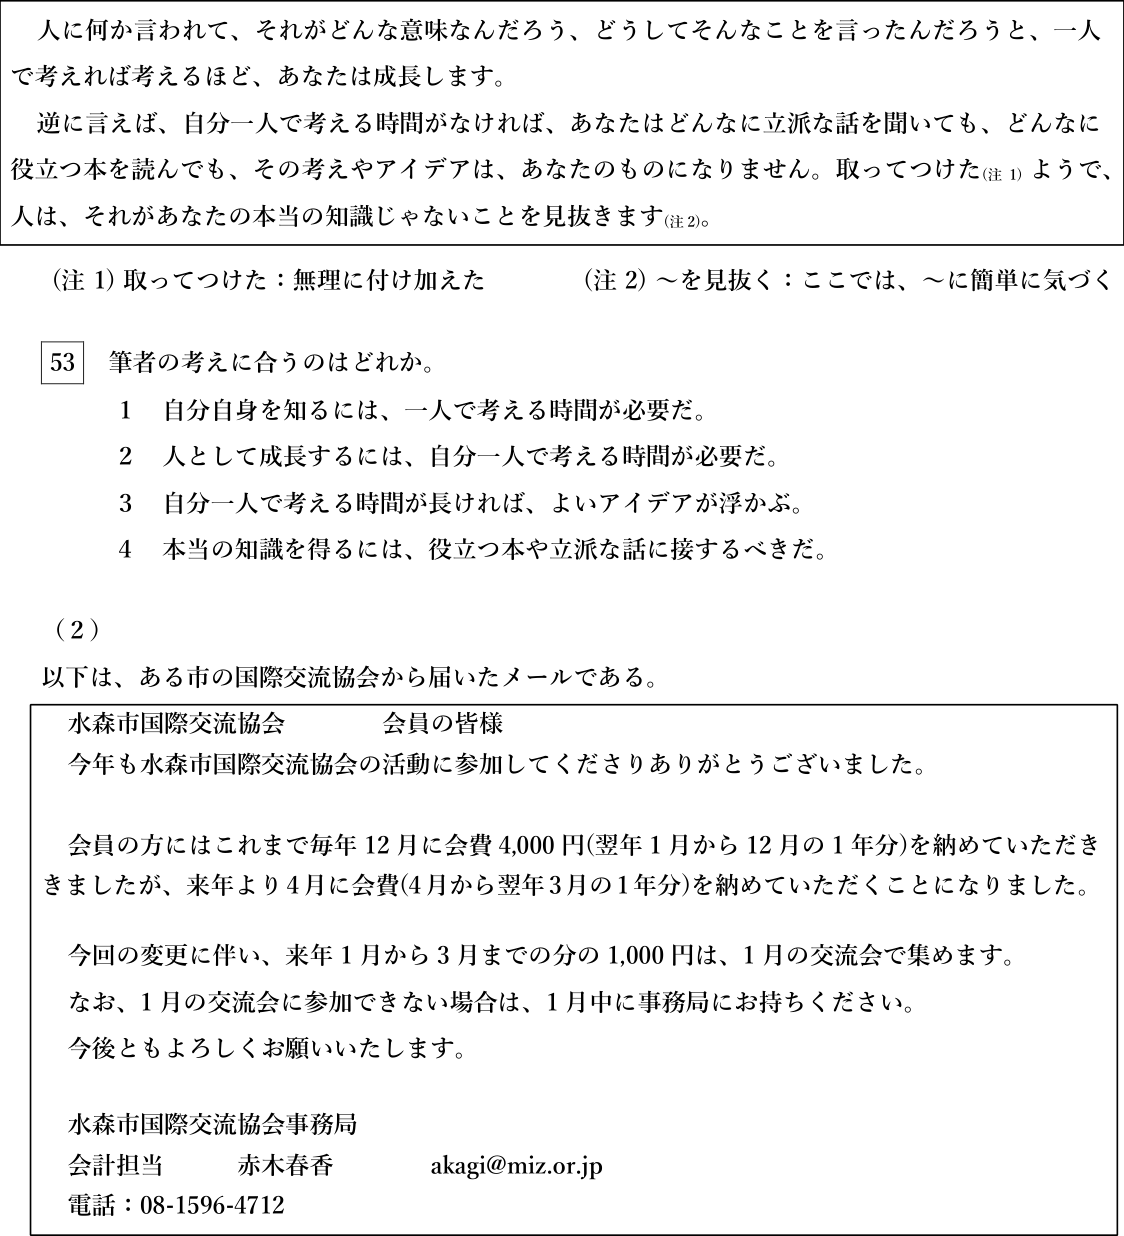 人に何か言われて、それがどんな意味なんだろう、どうしてそんなことを言ったんだろうと、一人
で考えれば考えるほど、あなたは成長します。
逆に言えば、自分一人で考える時間がなければ、あなたはどんなに立派な話を聞いても、どんなに
役立つ本を読んでも、その考えやアイデアは、あなたのものになりません。取ってつけた(注 1) ようで、
人は、それがあなたの本当の知識じゃないことを見抜きます(注 2)。
(注 1) 取ってつけた：無理に付け加えた　　　　(注 2) ～を見抜く：ここでは、～に簡単に気づく
53　筆者の考えに合うのはどれか。
1　自分自身を知るには、一人で考える時間が必要だ。
2　人として成長するには、自分一人で考える時間が必要だ。
3　自分一人で考える時間が長ければ、よいアイデアが浮かぶ。
4　本当の知識を得るには、役立つ本や立派な話に接するべきだ。
（2）
以下は、ある市の国際交流協会から届いたメールである。
水森市国際交流協会　　　　会員の皆様
今年も水森市国際交流協会の活動に参加してくださりありがとうございました。
会員の方にはこれまで毎年 12 月に会費 4,000 円(翌年 1 月から 12 月の 1 年分)を納めていただき
きましたが、来年より 4 月に会費(4 月から翌年 3 月の 1 年分)を納めていただくことになりました。
今回の変更に伴い、来年 1 月から 3 月までの分の 1,000 円は、1 月の交流会で集めます。
なお、1 月の交流会に参加できない場合は、1 月中に事務局にお持ちください。
今後ともよろしくお願いいたします。
水森市国際交流協会事務局
会計担当　　　赤木春香　　　　akagi@miz.or.jp
電話：08-1596-4712